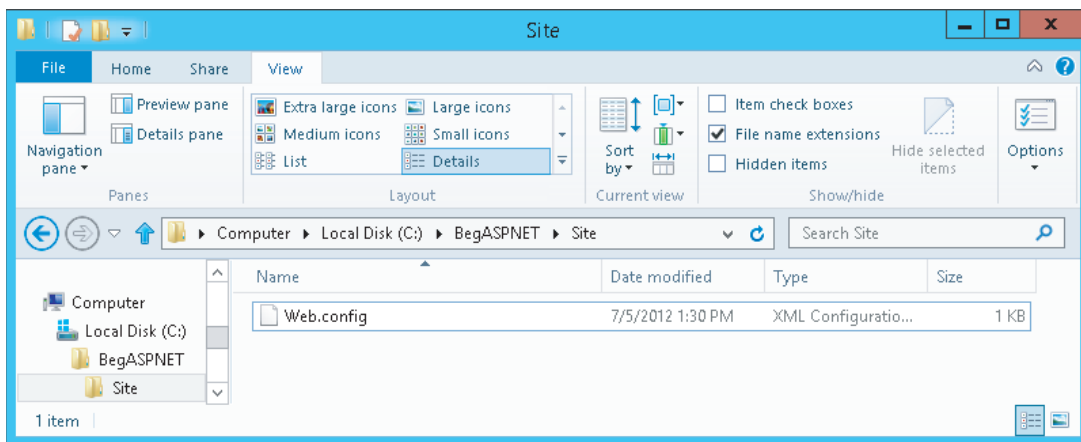 Site
File Home Share View
Navigation pane
Preview pane
Details pane
Panes
Extra large icons Large icons
Medium icons Small icons
List Details
Layout
Sort by
Current view
Item check boxes
File name extensions
Hidden items
Hide selected items
Show/hide
Options
Computer Local Disk (C:) BegASPNET Site
Search Site
Name Date modified Type Size
Computer
Local Disk (C:)
BegASPNET
Site
Web.config 7/5/2012 1:30 PM XML Configuratio... 1 KB
1 item